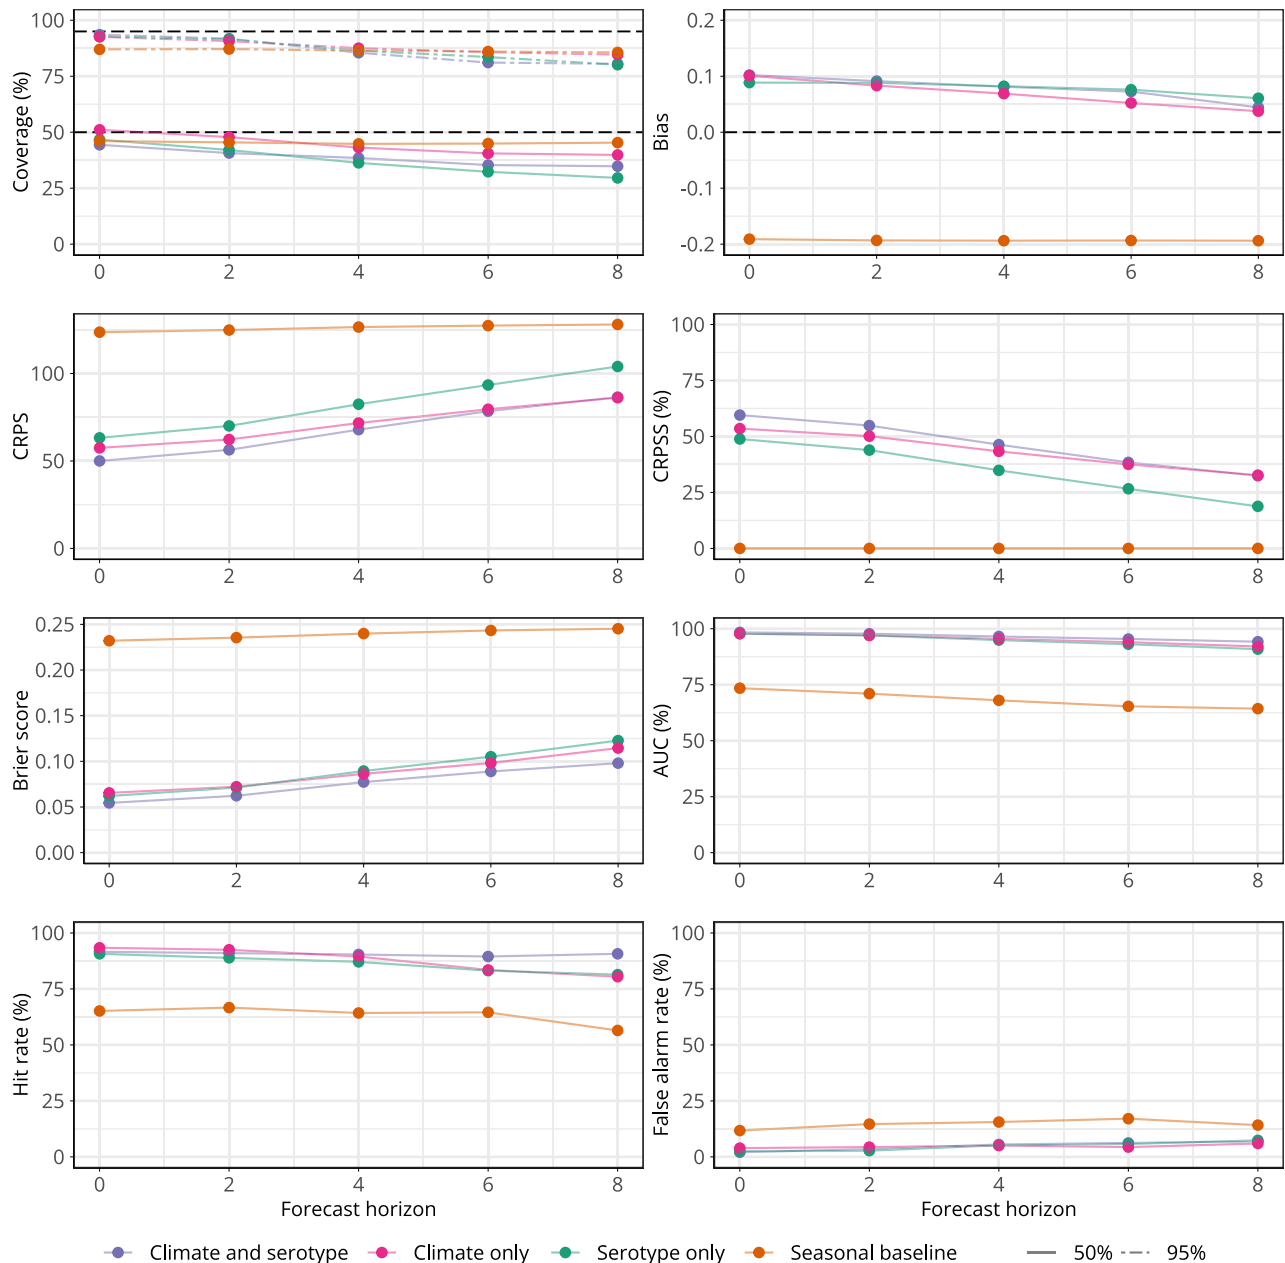 Coverage (%)
100
75
50
25
0
0 2 4 6 8
Bias
0.2
0.1
0.0
-0.1
-0.2
0 2 4 6 8
CRPS
100
50
0
0 2 4 6 8
CRPSS (%)
100
75
50
25
0
0 2 4 6 8
Brier score
0.25
0.20
0.15
0.10
0.05
0.00
0 2 4 6 8
AUC (%)
100
75
50
25
0
0 2 4 6 8
Hit rate (%)
100
75
50
25
0
0 2 4 6 8
Forecast horizon
False alarm rate (%)
100
75
50
25
0
0 2 4 6 8
Forecast horizon
Climate and serotype Climate only Serotype only Seasonal baseline 50% 95%